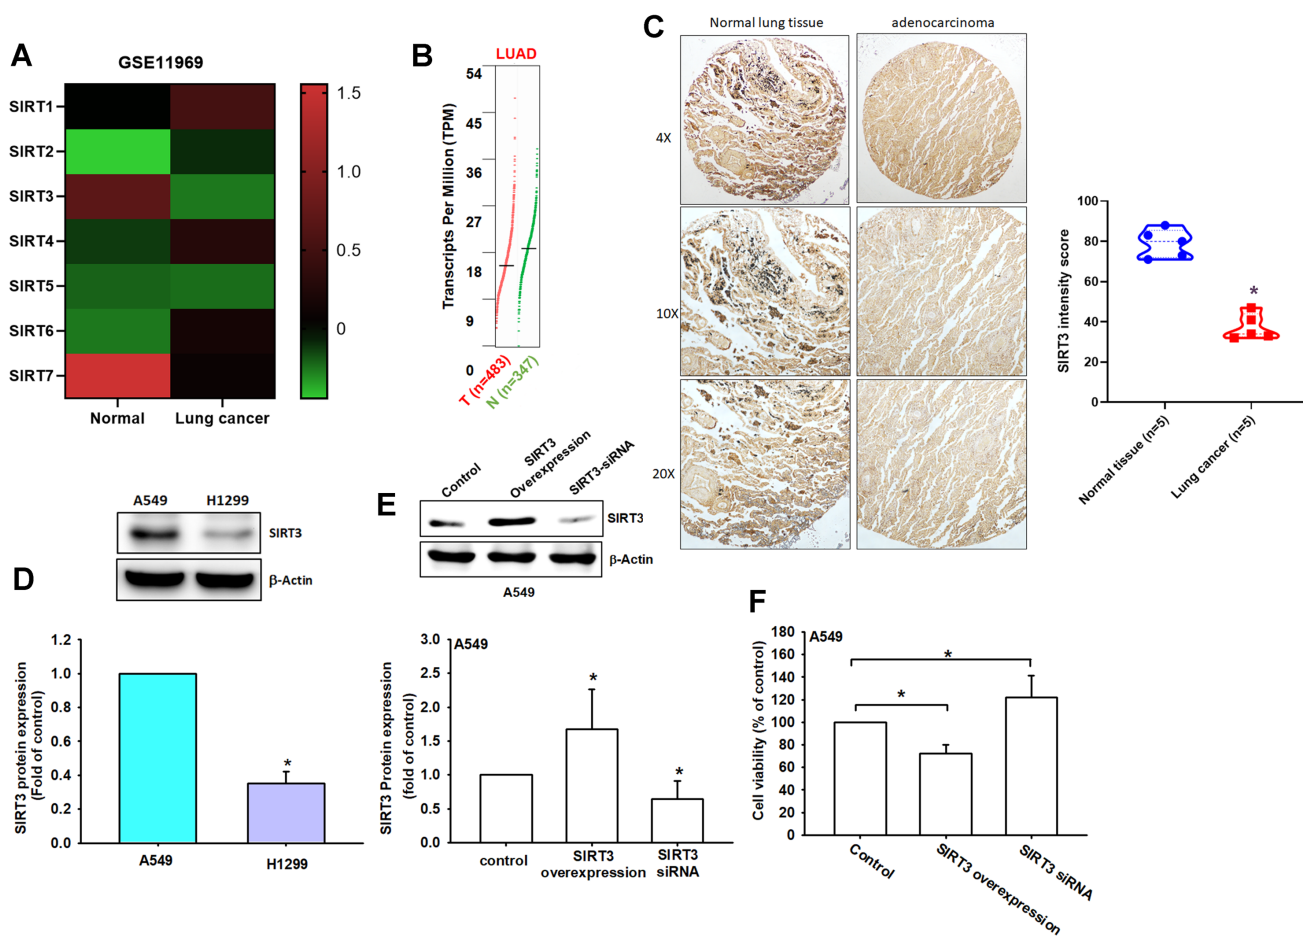 A
GSE11969
SIRT1
SIRT2
SIRT3
SIRT4
SIRT5
SIRT6
SIRT7
Normal
Lung cancer
1.5
1.0
0.5
0
B
LUAD
Transcripts Per Million (TPM)
54
45
36
27
18
9
0
T (n=483)
N (n=347)
C
Normal lung tissue
adenocarcinoma
4X
10X
20X
SIRT3 intensity score
100
80
60
40
20
0
*
Normal tissue (n=5)
Lung cancer (n=5)
D
A549
H1299
SIRT3
β-Actin
SIRT3 protein expression
(Fold of control)
1.2
1.0
0.8
0.6
0.4
0.2
0.0
*
A549
H1299
E
Control
SIRT3
Overexpression
SIRT3-siRNA
SIRT3
β-Actin
A549
SIRT3 Protein expression
(fold of control)
3.0
2.5
2.0
1.5
1.0
0.5
0.0
A549
*
*
control
SIRT3
overexpression
SIRT3
siRNA
F
Cell viability (% of control)
180
160
140
120
100
80
60
40
20
0
A549
*
*
Control
SIRT3 overexpression
SIRT3 siRNA